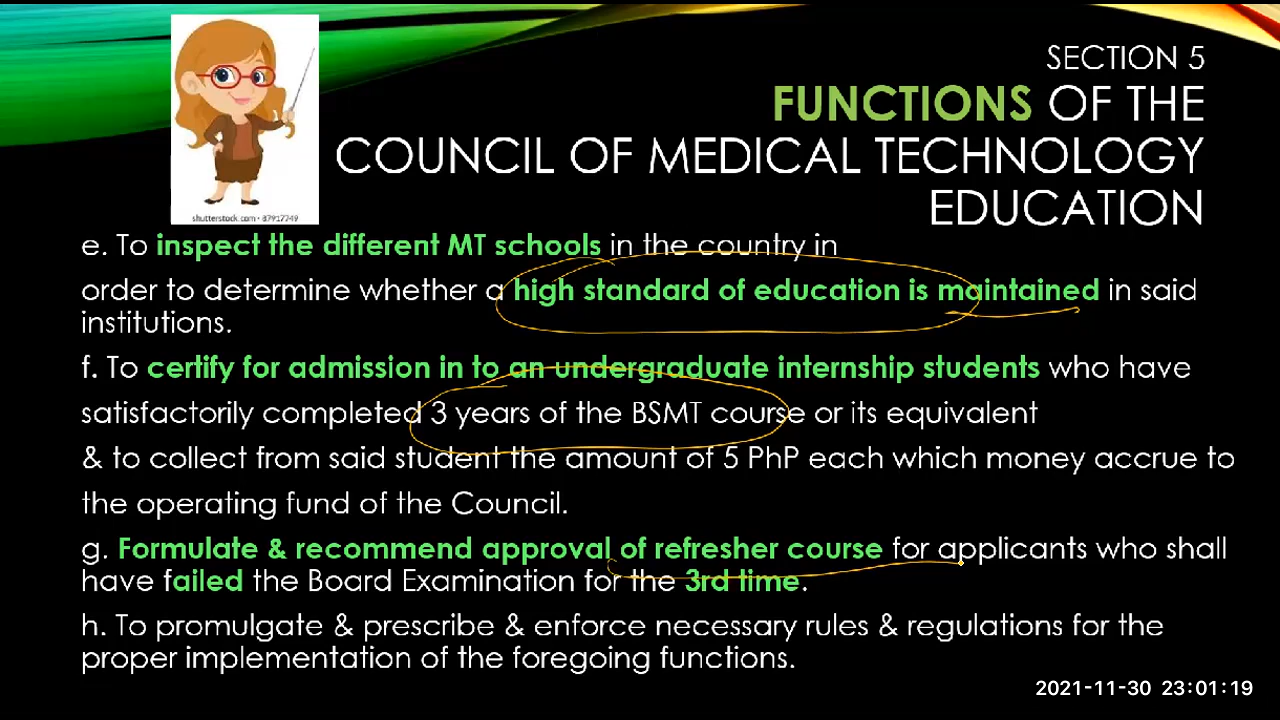 SECTION 5
FUNCTIONS OF THE
COUNCIL OF MEDICAL TECHNOLOGY
EDUCATION
shutterstock.com • 87917749
e. To inspect the different MT schools in the country in
order to determine whether a high standard of education is maintained in said
institutions.
f. To certify for admission in to an undergraduate internship students who have
satisfactorily completed 3 years of the BSMT course or its equivalent
& to collect from said student the amount of 5 PhP each which money accrue to
the operating fund of the Council.
g. Formulate & recommend approval of refresher course for applicants who shall
have failed the Board Examination for the 3rd time.
h. To promulgate & prescribe & enforce necessary rules & regulations for the
proper implementation of the foregoing functions.
2021-11-30 23:01:19